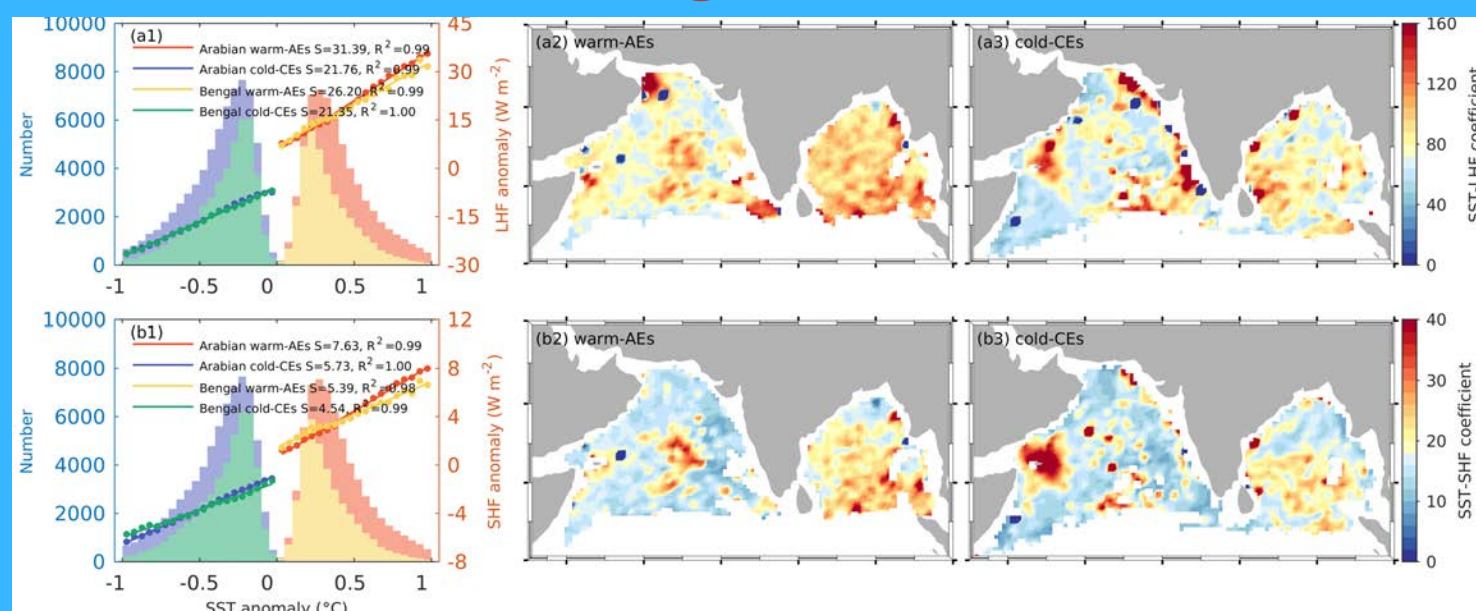 (a1)
Arabian warm-AEs S=31.39, R²=0.99
Arabian cold-CEs S=21.76, R²=0.99
Bengal warm-AEs S=26.20, R²=0.99
Bengal cold-CEs S=21.35, R²=1.00
10000
8000
6000
4000
2000
0
Number
-1 -0.5 0 0.5 1
45
30
15
0
-15
-30
LHF anomaly (W m⁻²)
(a2) warm-AEs
(a3) cold-CEs
160
120
80
40
0
SST-LHF coefficient
(b1)
Arabian warm-AEs S=7.63, R²=0.99
Arabian cold-CEs S=5.73, R²=1.00
Bengal warm-AEs S=5.39, R²=0.98
Bengal cold-CEs S=4.54, R²=0.99
10000
8000
6000
4000
2000
0
Number
-1 -0.5 0 0.5 1
SST anomaly (°C)
12
8
4
0
-4
-8
SHF anomaly (W m⁻²)
(b2) warm-AEs
(b3) cold-CEs
40
30
20
10
0
SST-SHF coefficient